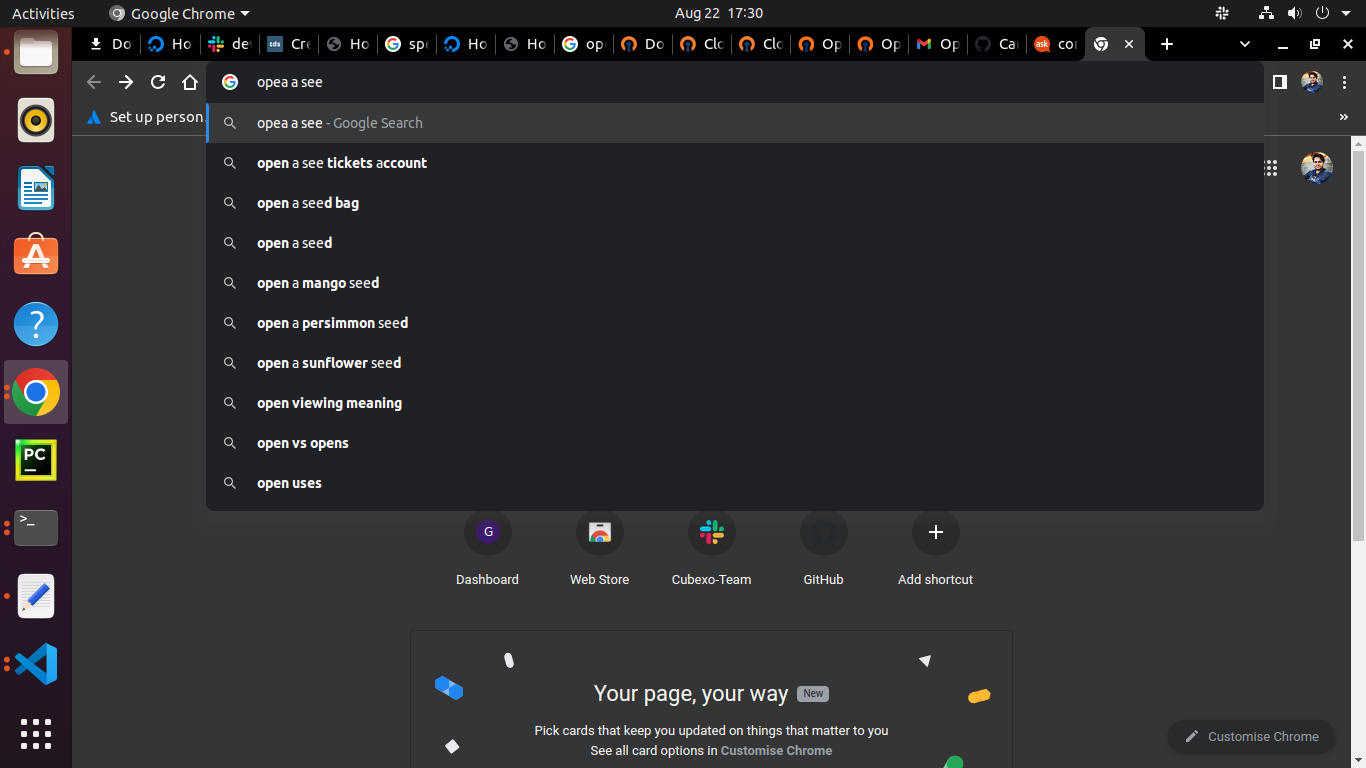 Activities
Google Chrome
Aug 22 17:30
Do
Ho
de
Cre
Ho
spe
Ho
Ho
op
Do
Clo
Clo
Op
Op
Op
Ca
cor
tds
ask
opea a see
Set up person
»
opea a see - Google Search
open a see tickets account
open a seed bag
open a seed
open a mango seed
open a persimmon seed
open a sunflower seed
open viewing meaning
open vs opens
open uses
G
Dashboard
Web Store
Cubexo-Team
GitHub
Add shortcut
Your page, your way New
Pick cards that keep you updated on things that matter to you
See all card options in Customise Chrome
Customise Chrome
PC
>_